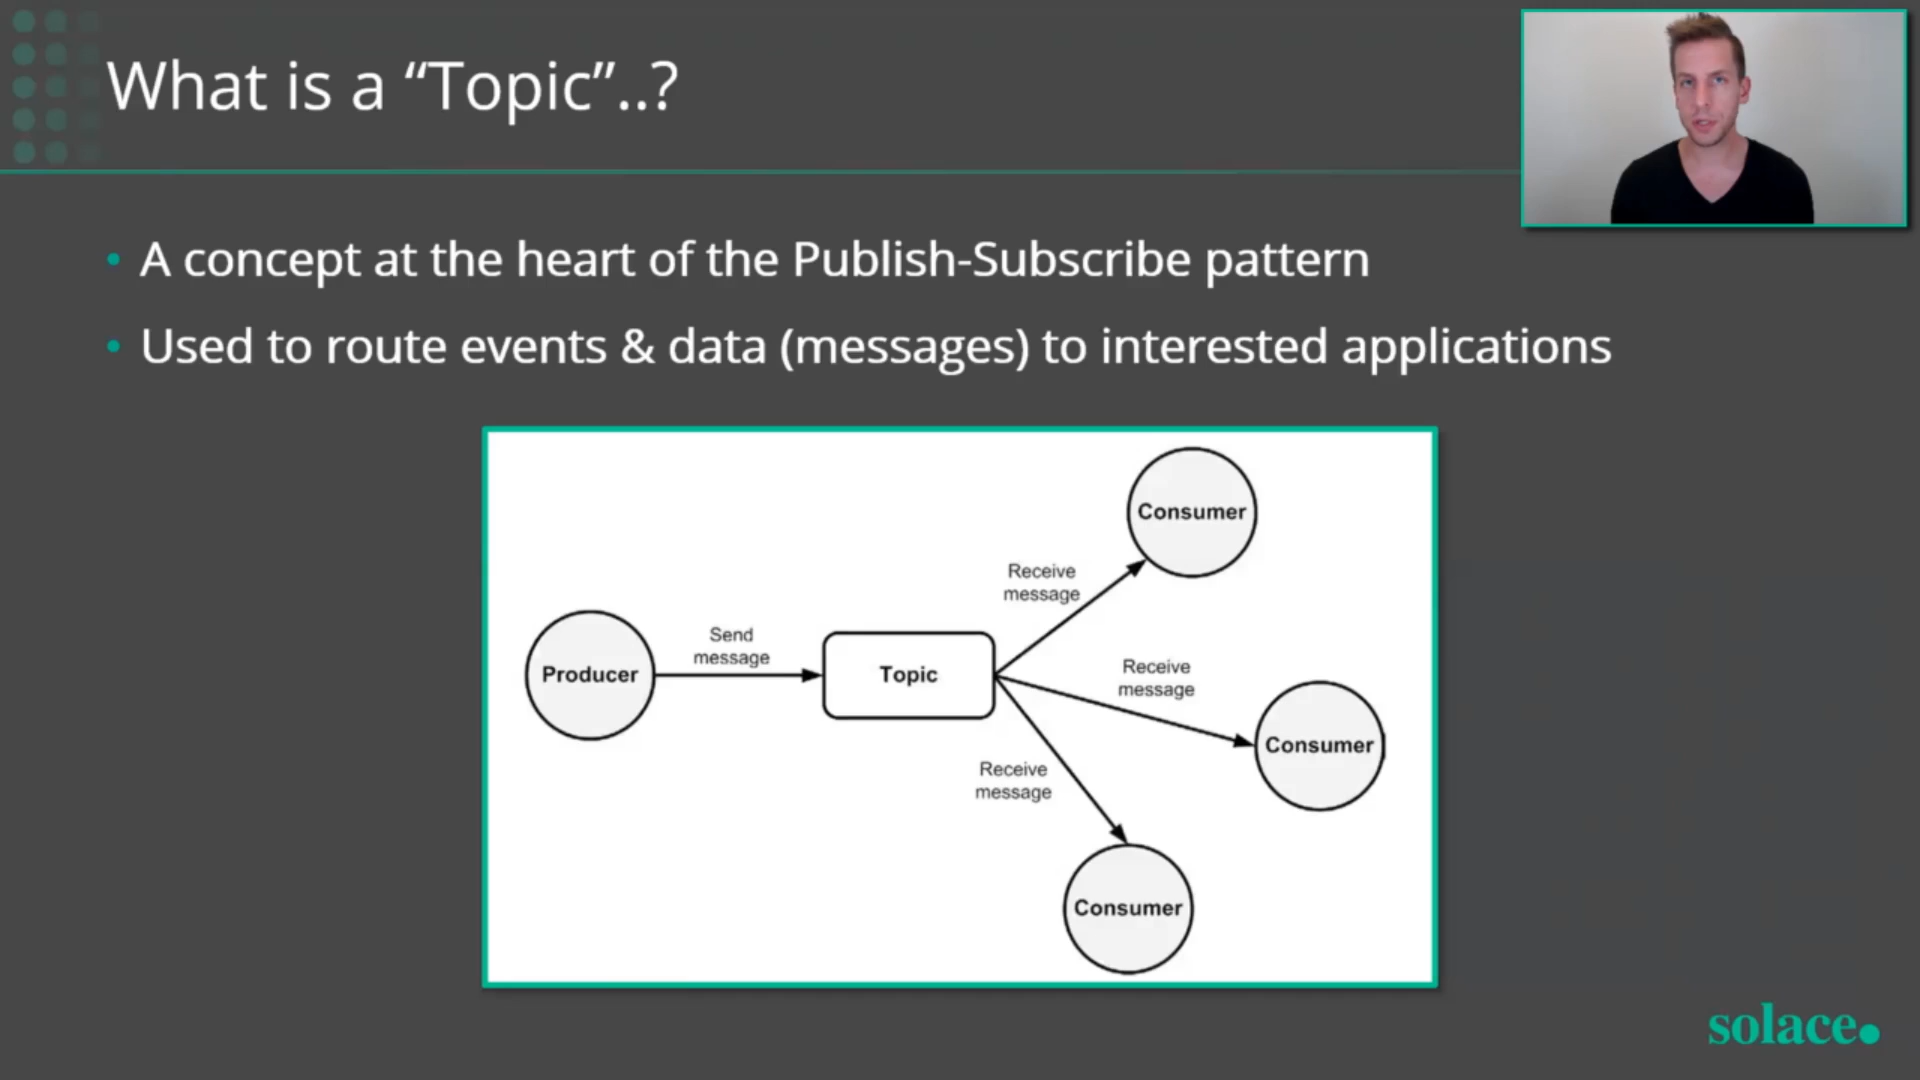 What is a “Topic”..?
• A concept at the heart of the Publish-Subscribe pattern
• Used to route events & data (messages) to interested applications
Consumer
Receive
message
Send
message
Producer
Topic
Receive
message
Consumer
Receive
message
Consumer
solace.